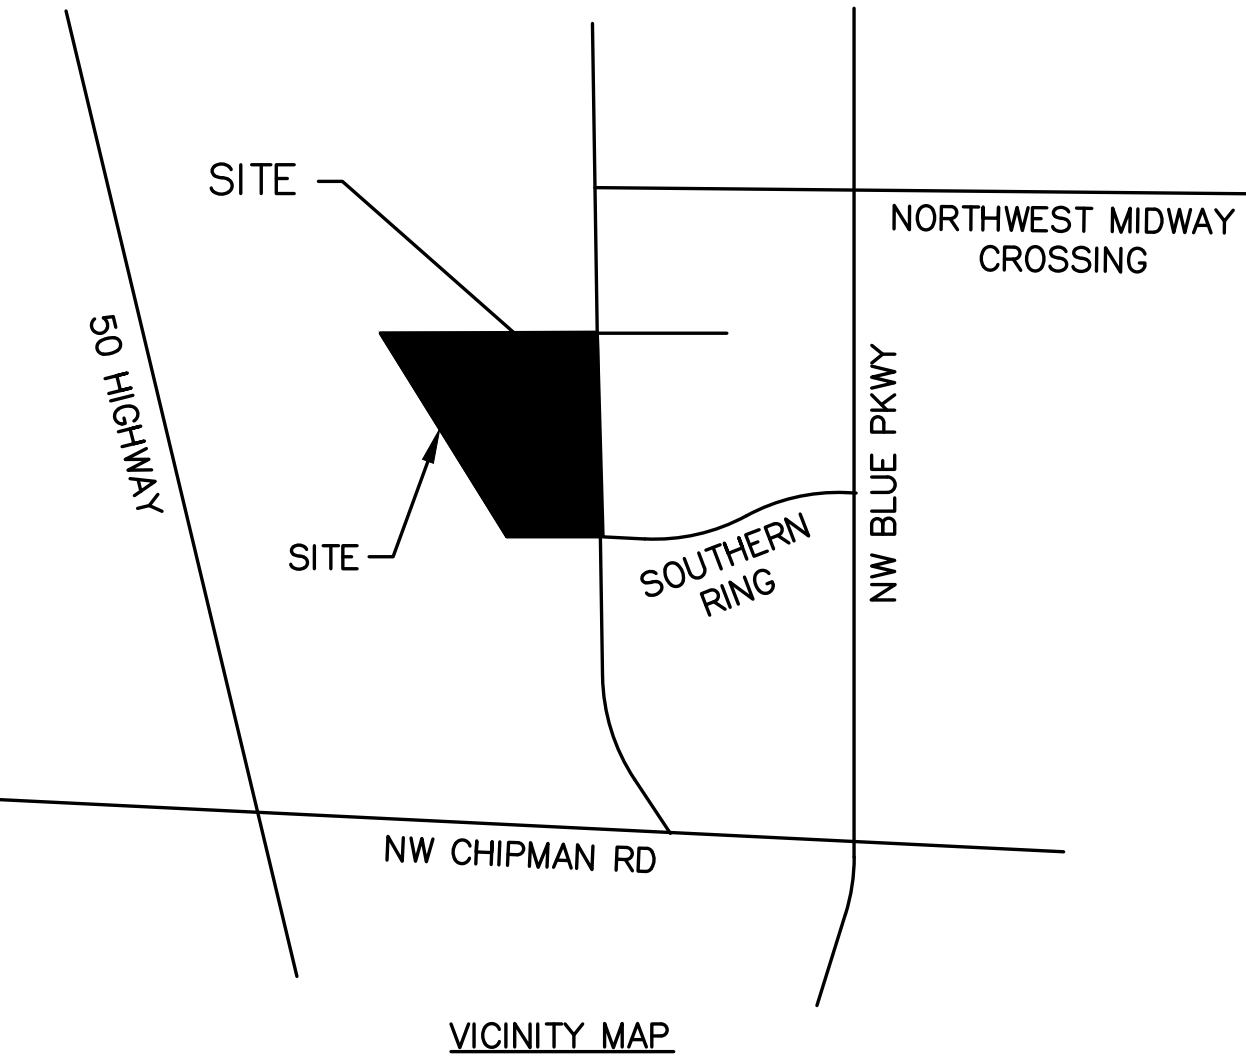 SITE
NORTHWEST MIDWAY
CROSSING
50 HIGHWAY
NW BLUE PKWY
SITE
SOUTHERN
RING
NW CHIPMAN RD
VICINITY MAP